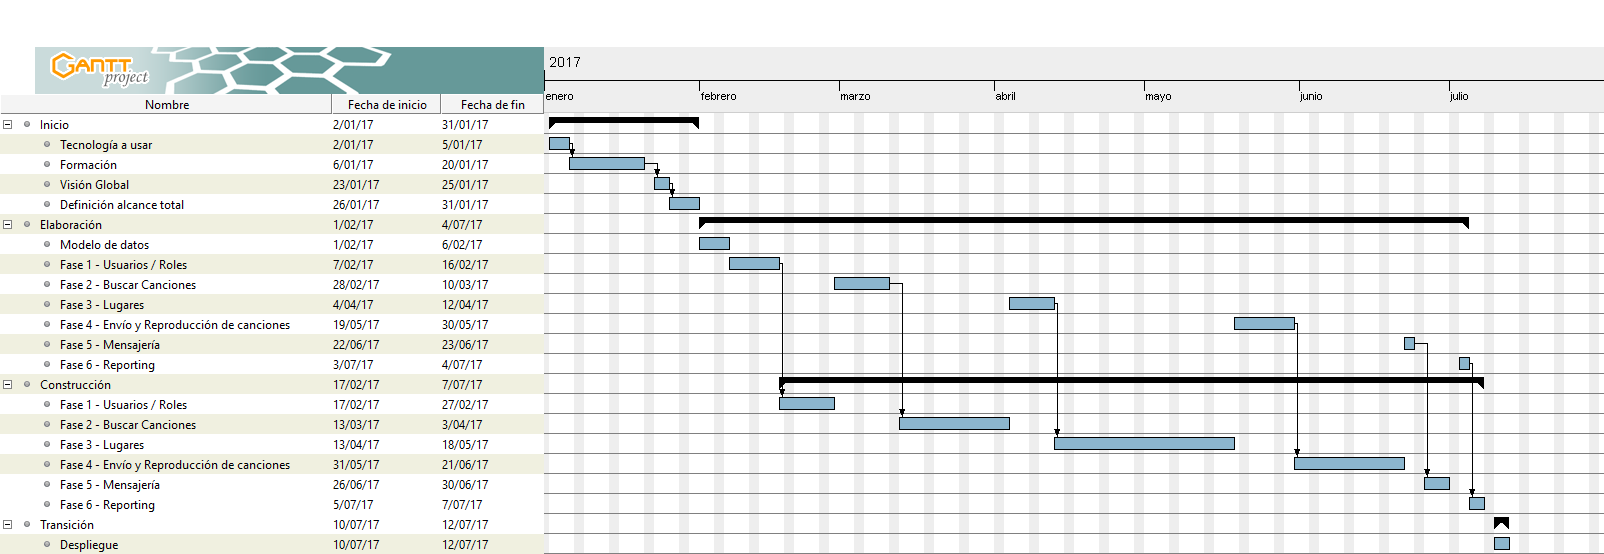 GANTT
project
2017
Nombre Fecha de inicio Fecha de fin enero febrero marzo abril mayo junio julio
Inicio 2/01/17 31/01/17
Tecnología a usar 2/01/17 5/01/17
Formación 6/01/17 20/01/17
Visión Global 23/01/17 25/01/17
Definición alcance total 26/01/17 31/01/17
Elaboración 1/02/17 4/07/17
Modelo de datos 1/02/17 6/02/17
Fase 1 - Usuarios / Roles 7/02/17 16/02/17
Fase 2 - Buscar Canciones 28/02/17 10/03/17
Fase 3 - Lugares 4/04/17 12/04/17
Fase 4 - Envío y Reproducción de canciones 19/05/17 30/05/17
Fase 5 - Mensajería 22/06/17 23/06/17
Fase 6 - Reporting 3/07/17 4/07/17
Construcción 17/02/17 7/07/17
Fase 1 - Usuarios / Roles 17/02/17 27/02/17
Fase 2 - Buscar Canciones 13/03/17 3/04/17
Fase 3 - Lugares 13/04/17 18/05/17
Fase 4 - Envío y Reproducción de canciones 31/05/17 21/06/17
Fase 5 - Mensajería 26/06/17 30/06/17
Fase 6 - Reporting 5/07/17 7/07/17
Transición 10/07/17 12/07/17
Despliegue 10/07/17 12/07/17